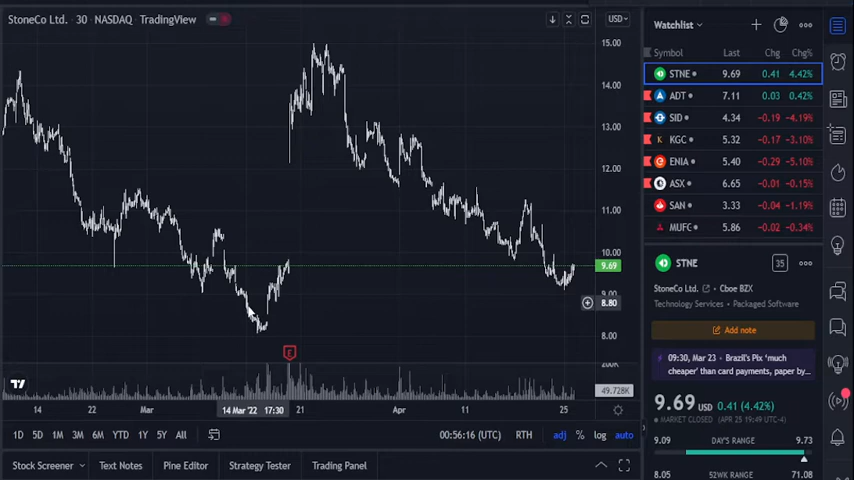 StoneCo Ltd. · 30 · NASDAQ · TradingView
USD
15.00
14.00
13.00
12.00
11.00
10.00
9.69
9.00
8.80
8.00
200K
49.728K
E
14 22 Mar 14 Mar '22 17:30 21 Apr 11 25
1D 5D 1M 3M 6M YTD 1Y 5Y All
00:56:16 (UTC) RTH adj % log auto
Stock Screener Text Notes Pine Editor Strategy Tester Trading Panel
Watchlist
Symbol Last Chg Chg%
STNE 9.69 0.41 4.42%
ADT 7.11 0.03 0.42%
SID 4.34 -0.19 -4.19%
KGC 5.32 -0.17 -3.10%
ENIA 5.40 -0.29 -5.10%
ASX 6.65 -0.01 -0.15%
SAN 3.33 -0.04 -1.19%
MUFG 5.86 -0.02 -0.34%
STNE 35
StoneCo Ltd. · Cboe BZX
Technology Services • Packaged Software
Add note
09:30, Mar 23 • Brazil's Pix 'much
cheaper' than card payments, paper by...
9.69 USD 0.41 (4.42%)
MARKET CLOSED (APR 25 19:49 UTC-4)
9.09 DAY'S RANGE 9.73
8.05 52WK RANGE 71.08